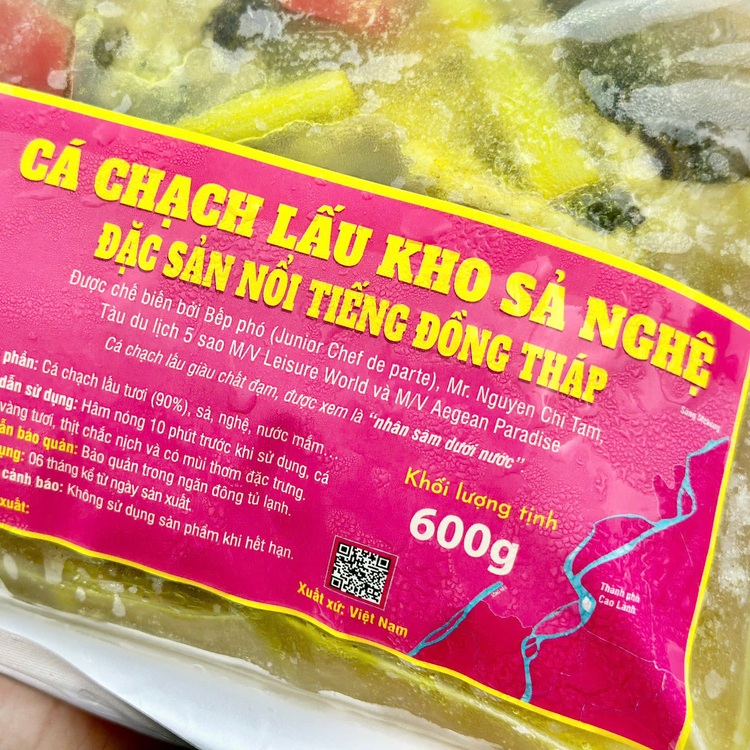 CÁ CHẠCH LẤU KHO SẢ NGHỆ
ĐẶC SẢN NỔI TIẾNG ĐỒNG THÁP
Được chế biến bởi Bếp phó (Junior Chef de parte), Mr. Nguyen Chi Tam,
Tàu du lịch 5 sao M/V Leisure World và M/V Aegean Paradise
Cá chạch lấu giàu chất đạm, được xem là "nhân sâm dưới nước"
phần: Cá chạch lấu tươi (90%), sả, nghệ, nước mắm...
dẫn sử dụng: Hâm nóng 10 phút trước khi sử dụng, cá
vàng tươi, thịt chắc nịch và có mùi thơm đặc trưng.
ẫn bảo quản: Bảo quản trong ngăn đông tủ lạnh.
ụng: 06 tháng kể từ ngày sản xuất.
cảnh báo: Không sử dụng sản phẩm khi hết hạn.
xuất:
Khối lượng tịnh
600g
Xuất xứ: Việt Nam
Sông Mekong
Thành phố
Cao Lãnh